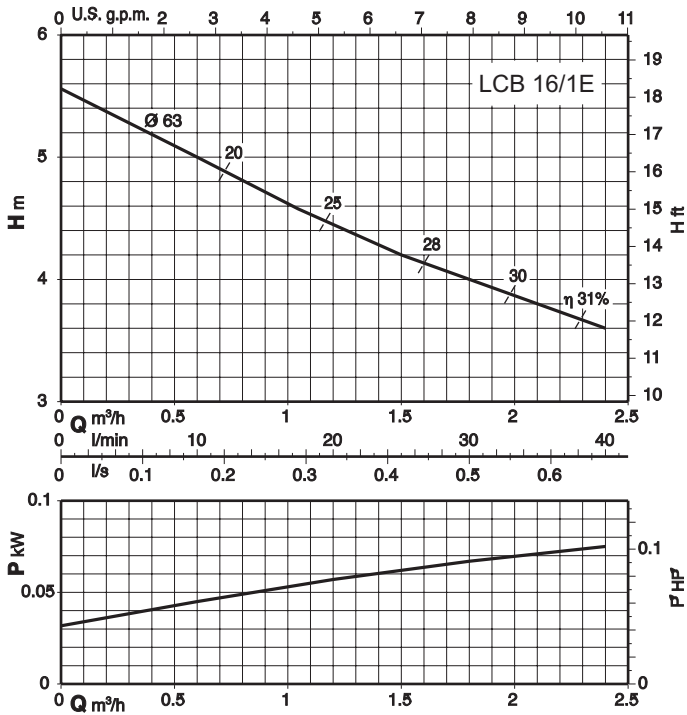 0 U.S. g.p.m. 2 3 4 5 6 7 8 9 10 11
6
5
4
3
H m
19
18
17
16
15
14
13
12
11
10
H ft
LCB 16/1E
Ø 63
20
25
28
30
η 31%
0 Q m³/h 0.5 1 1.5 2 2.5
0 l/min 10 20 30 40
0 l/s 0.1 0.2 0.3 0.4 0.5 0.6
0.1
0.05
0
P kW
0.1
0
P HP
0 Q m³/h 0.5 1 1.5 2 2.5